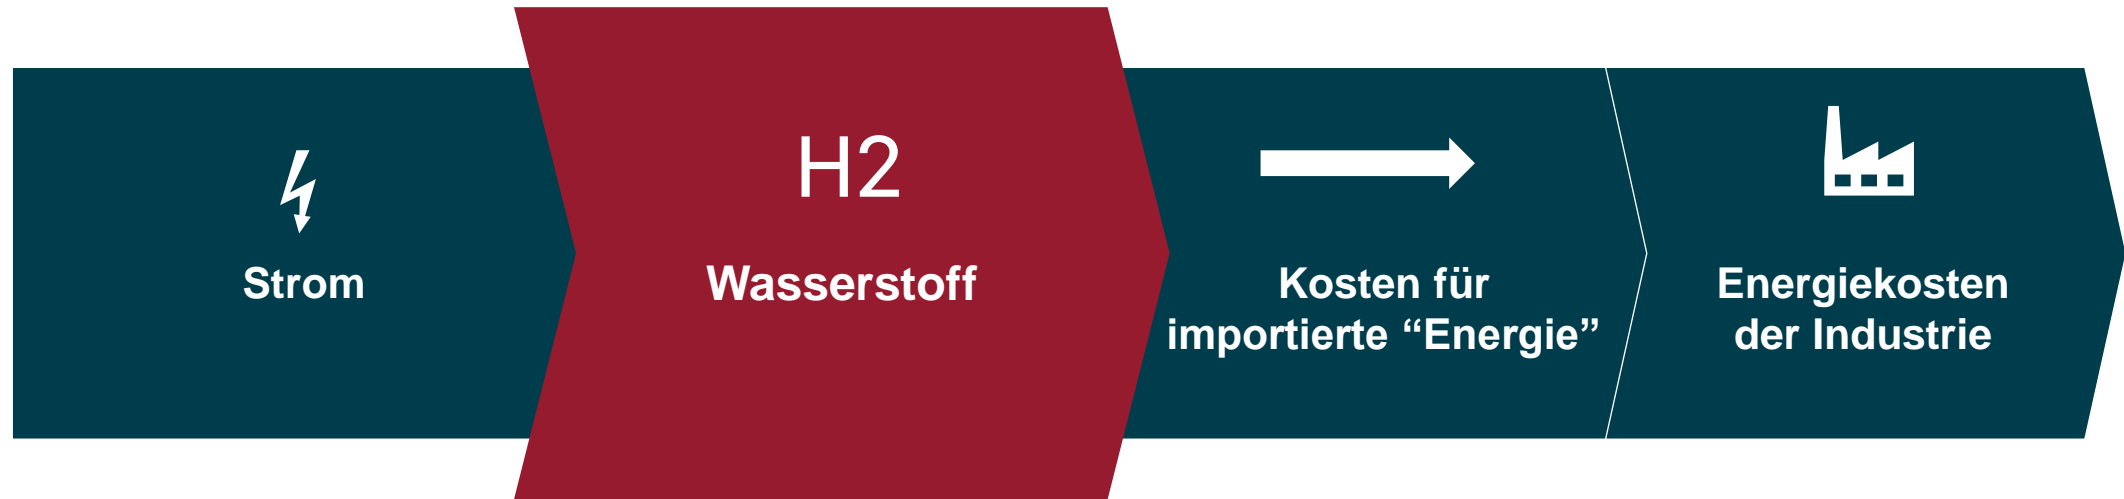 Strom
H2
Wasserstoff
Kosten für
importierte “Energie”
Energiekosten
der Industrie